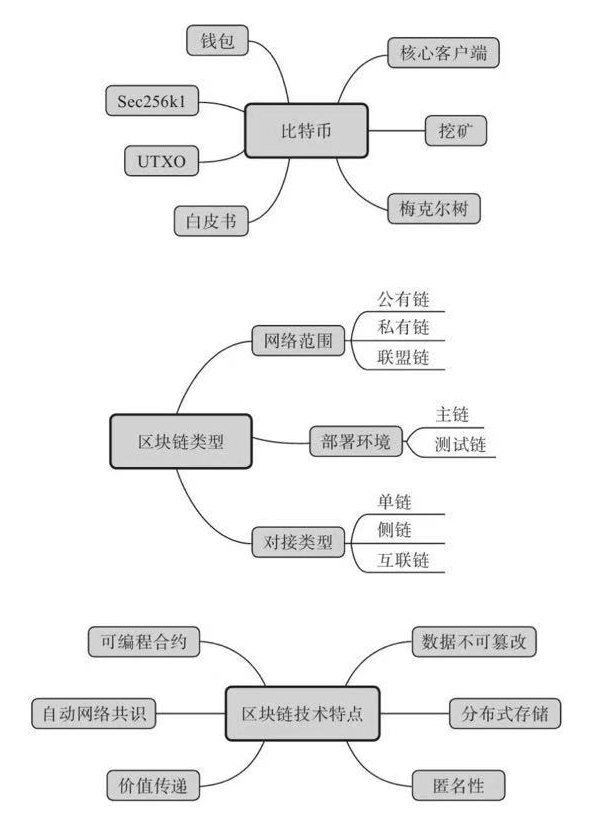 钱包
核心客户端
Sec256k1
比特币
挖矿
UTXO
白皮书
梅克尔树
公有链
网络范围
私有链
联盟链
主链
区块链类型
部署环境
测试链
单链
对接类型
侧链
互联链
可编程合约
数据不可篡改
自动网络共识
区块链技术特点
分布式存储
价值传递
匿名性